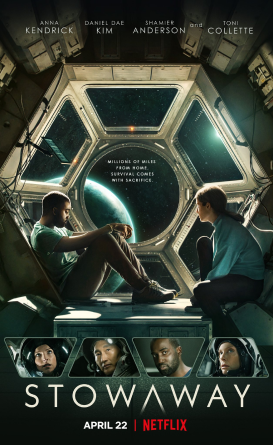 ANNA KENDRICK
DANIEL DAE KIM
SHAMIER ANDERSON
and
TONI COLLETTE
MILLIONS OF MILES
FROM HOME,
SURVIVAL COMES
WITH SACRIFICE.
STOWAWAY
APRIL 22 | NETFLIX